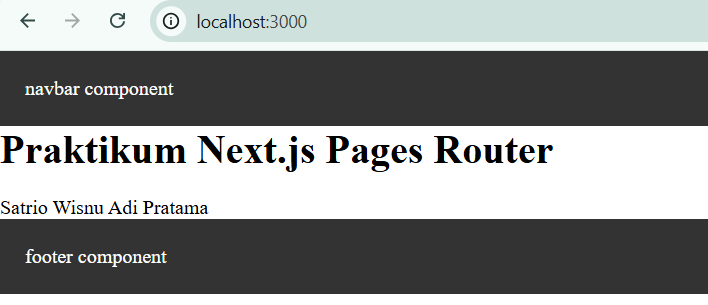 localhost:3000
navbar component
Praktikum Next.js Pages Router
Satrio Wisnu Adi Pratama
footer component